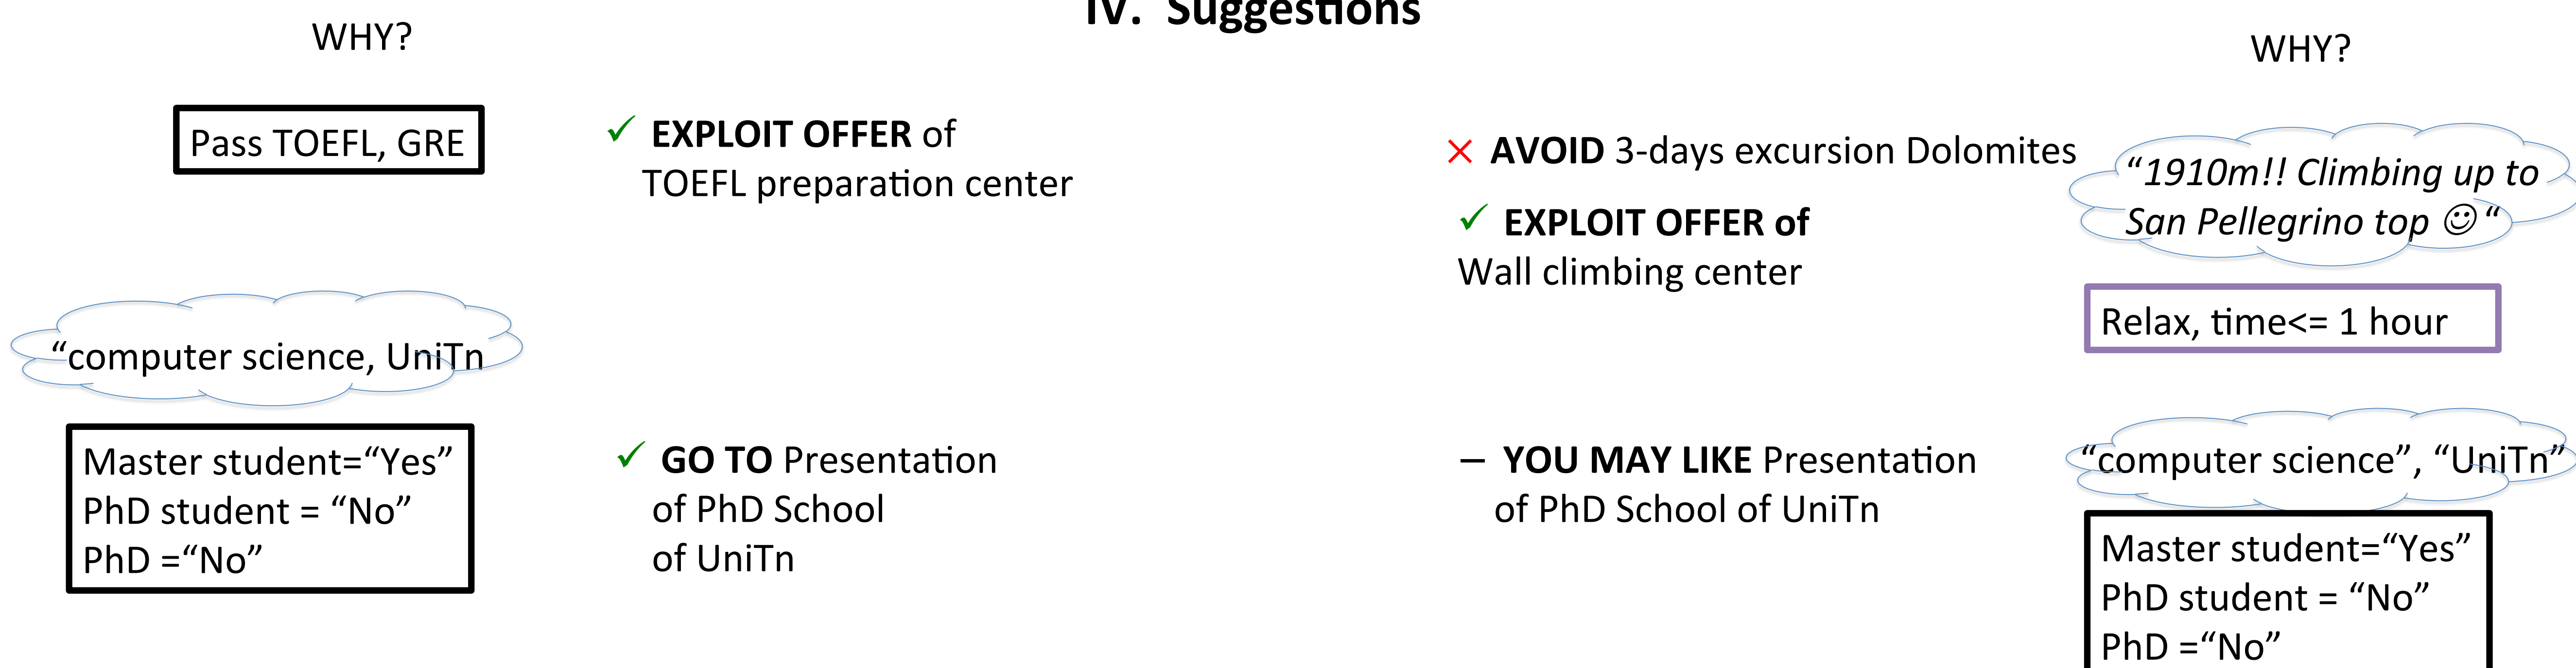 IV. Suggestions
WHY?
Pass TOEFL, GRE
✓ EXPLOIT OFFER of
TOEFL preparation center
“computer science, UniTn
Master student=“Yes”
PhD student = “No”
PhD =“No”
✓ GO TO Presentation
of PhD School
of UniTn
WHY?
× AVOID 3-days excursion Dolomites
“1910m!! Climbing up to
San Pellegrino top ☺ “
✓ EXPLOIT OFFER of
Wall climbing center
Relax, time<= 1 hour
– YOU MAY LIKE Presentation
of PhD School of UniTn
“computer science”, “UniTn”
Master student=“Yes”
PhD student = “No”
PhD =“No”